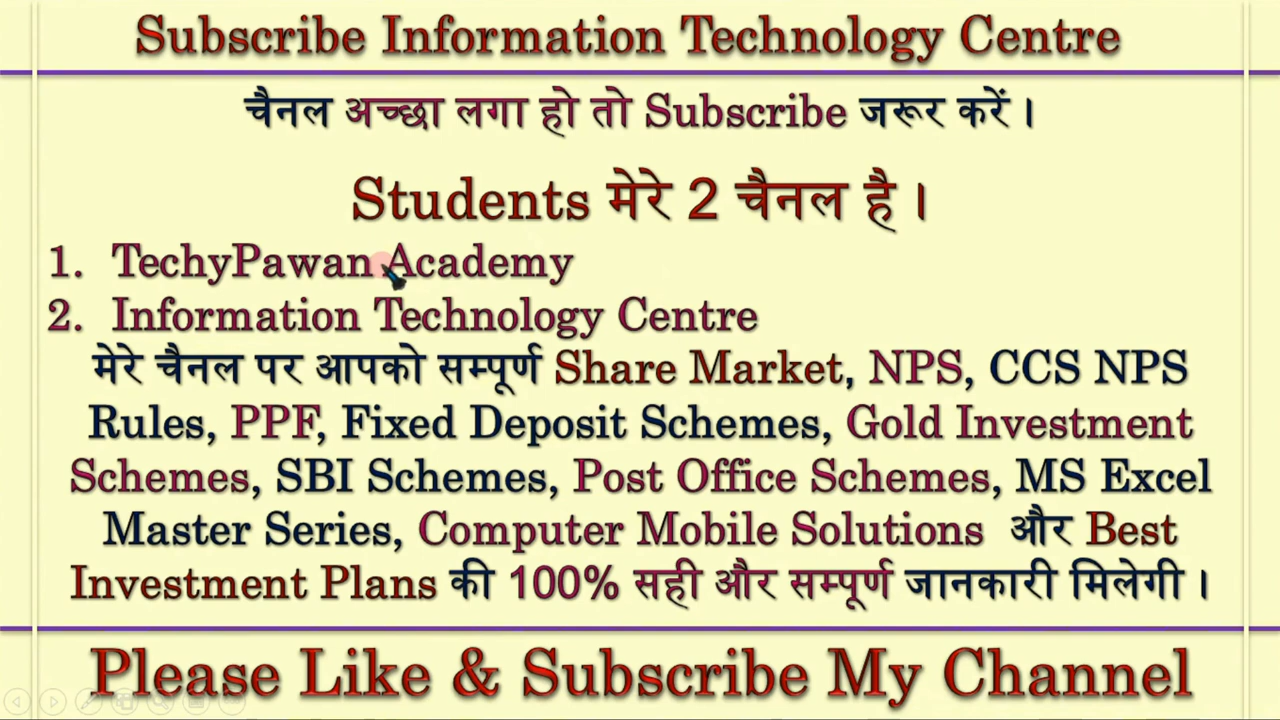 Subscribe Information Technology Centre
चैनल अच्छा लगा हो तो Subscribe जरूर करें ।
Students मेरे 2 चैनल है ।
1. TechyPawan Academy
2. Information Technology Centre
मेरे चैनल पर आपको सम्पूर्ण Share Market, NPS, CCS NPS
Rules, PPF, Fixed Deposit Schemes, Gold Investment
Schemes, SBI Schemes, Post Office Schemes, MS Excel
Master Series, Computer Mobile Solutions और Best
Investment Plans की 100% सही और सम्पूर्ण जानकारी मिलेगी ।
Please Like & Subscribe My Channel